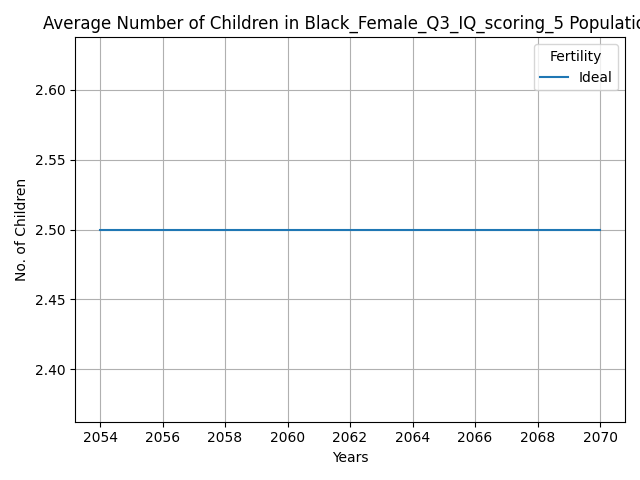 Average Number of Children in Black_Female_Q3_IQ_scoring_5 Populatio
Fertility
Ideal
2.60
2.55
2.50
2.45
2.40
No. of Children
2054 2056 2058 2060 2062 2064 2066 2068 2070
Years